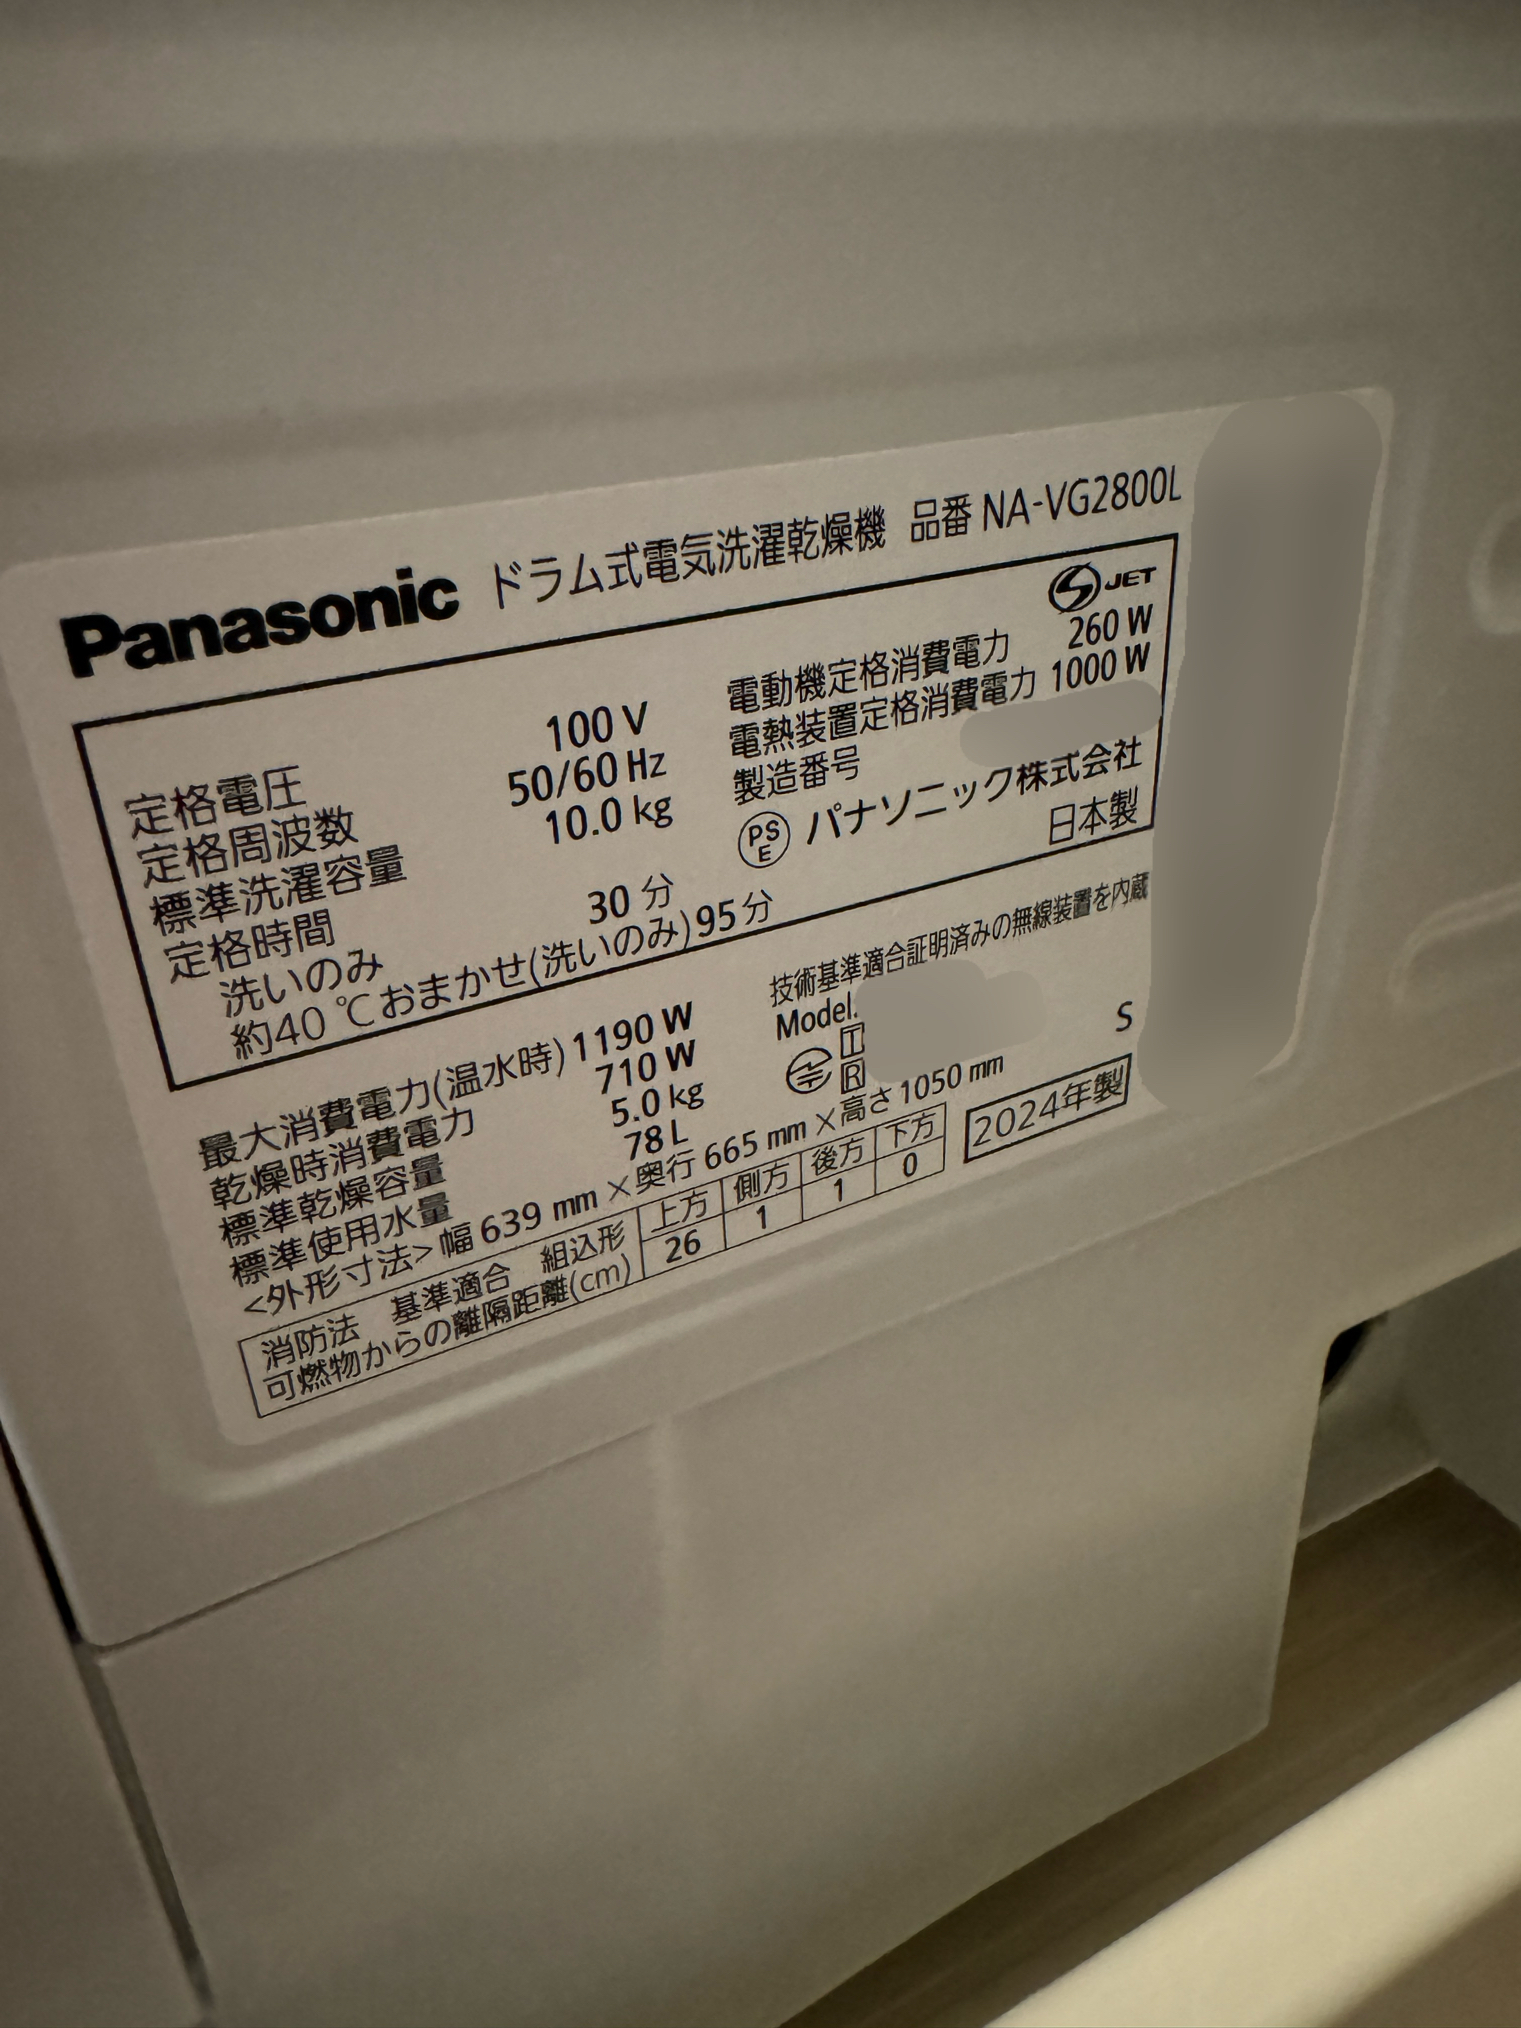 Panasonic ドラム式電気洗濯乾燥機 品番 NA-VG2800L
定格電圧 100 V
定格周波数 50/60 Hz
標準洗濯容量 10.0 kg
定格時間
洗いのみ 30 分
約40 ℃おまかせ(洗いのみ) 95分
JET
電動機定格消費電力 260 W
電熱装置定格消費電力 1000 W
製造番号
PS E パナソニック株式会社
日本製
最大消費電力(温水時) 1190 W
乾燥時消費電力 710 W
標準乾燥容量 5.0 kg
標準使用水量 78 L
<外形寸法> 幅 639 mm ×奥行 665 mm ×高さ 1050 mm
技術基準適合証明済みの無線装置を内蔵
Model.
T
R
S
2024年製
消防法 基準適合 組込形 上方 側方 後方 下方
可燃物からの離隔距離(cm) 26 1 1 0